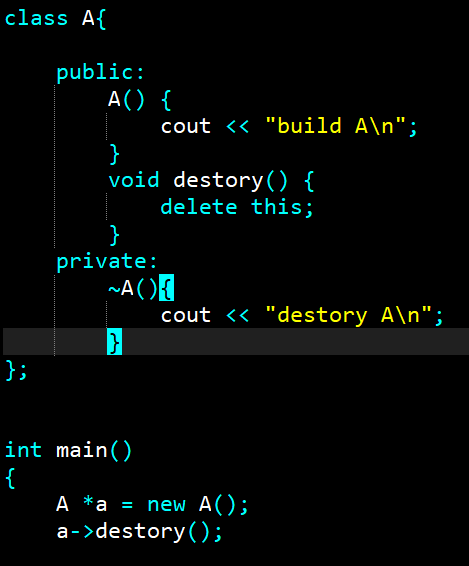 class A{
public:
A() {
cout << "build A\n";
}
void destory() {
delete this;
}
private:
~A(){
cout << "destory A\n";
}
};
int main()
{
A *a = new A();
a->destory();